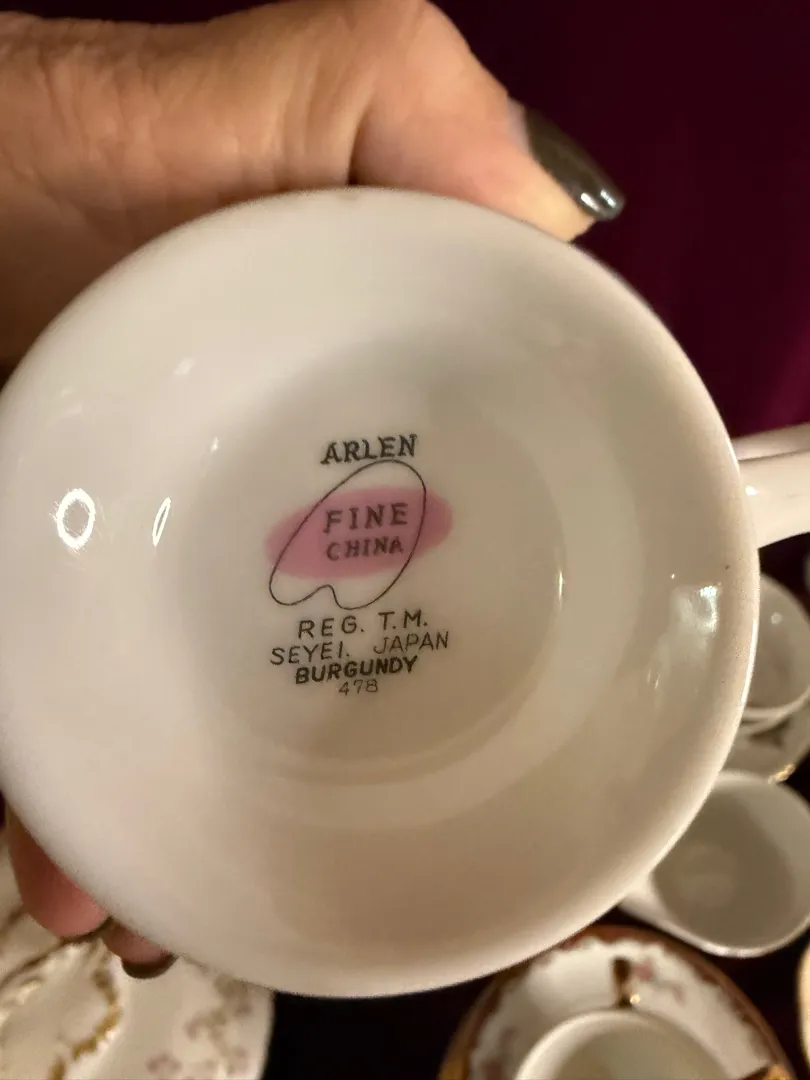 ARLEN
FINE
CHINA
REG. T.M.
SEYEI. JAPAN
BURGUNDY
478